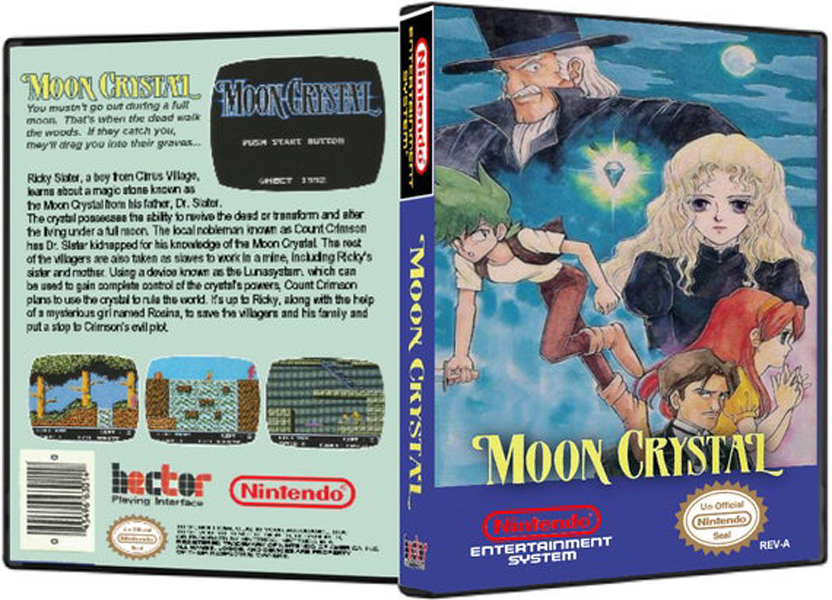 MOON CRYSTAL
You mustn't go out during a full
moon. That's when the dead walk
the woods. If they catch you,
they'll drag you into their graves...
MOON CRYSTAL
PUSH START BUTTON
©HECT 1992
Ricky Slater, a boy from Cirrus Village,
learns about a magic stone known as
the Moon Crystal from his father, Dr. Slater.
The crystal possesses the ability to revive the dead or transform and alter
the living under a full moon. The local nobleman known as Count Crimson
has Dr. Slater kidnapped for his knowledge of the Moon Crystal. The rest
of the villagers are also taken as slaves to work in a mine, including Ricky's
sister and mother. Using a device known as the Lunasystem, which can
be used to gain complete control of the crystal's powers, Count Crimson
plans to use the crystal to rule the world. It's up to Ricky, along with the help
of a mysterious girl named Rosina, to save the villagers and his family and
put a stop to Crimson's evil plot.
hector
Playing Interface
Nintendo
Nintendo
Seal
Nintendo
ENTERTAINMENT
SYSTEM
MOON CRYSTAL
MOON CRYSTAL
Nintendo
ENTERTAINMENT
SYSTEM
Un-Official
Nintendo
Seal
REV-A